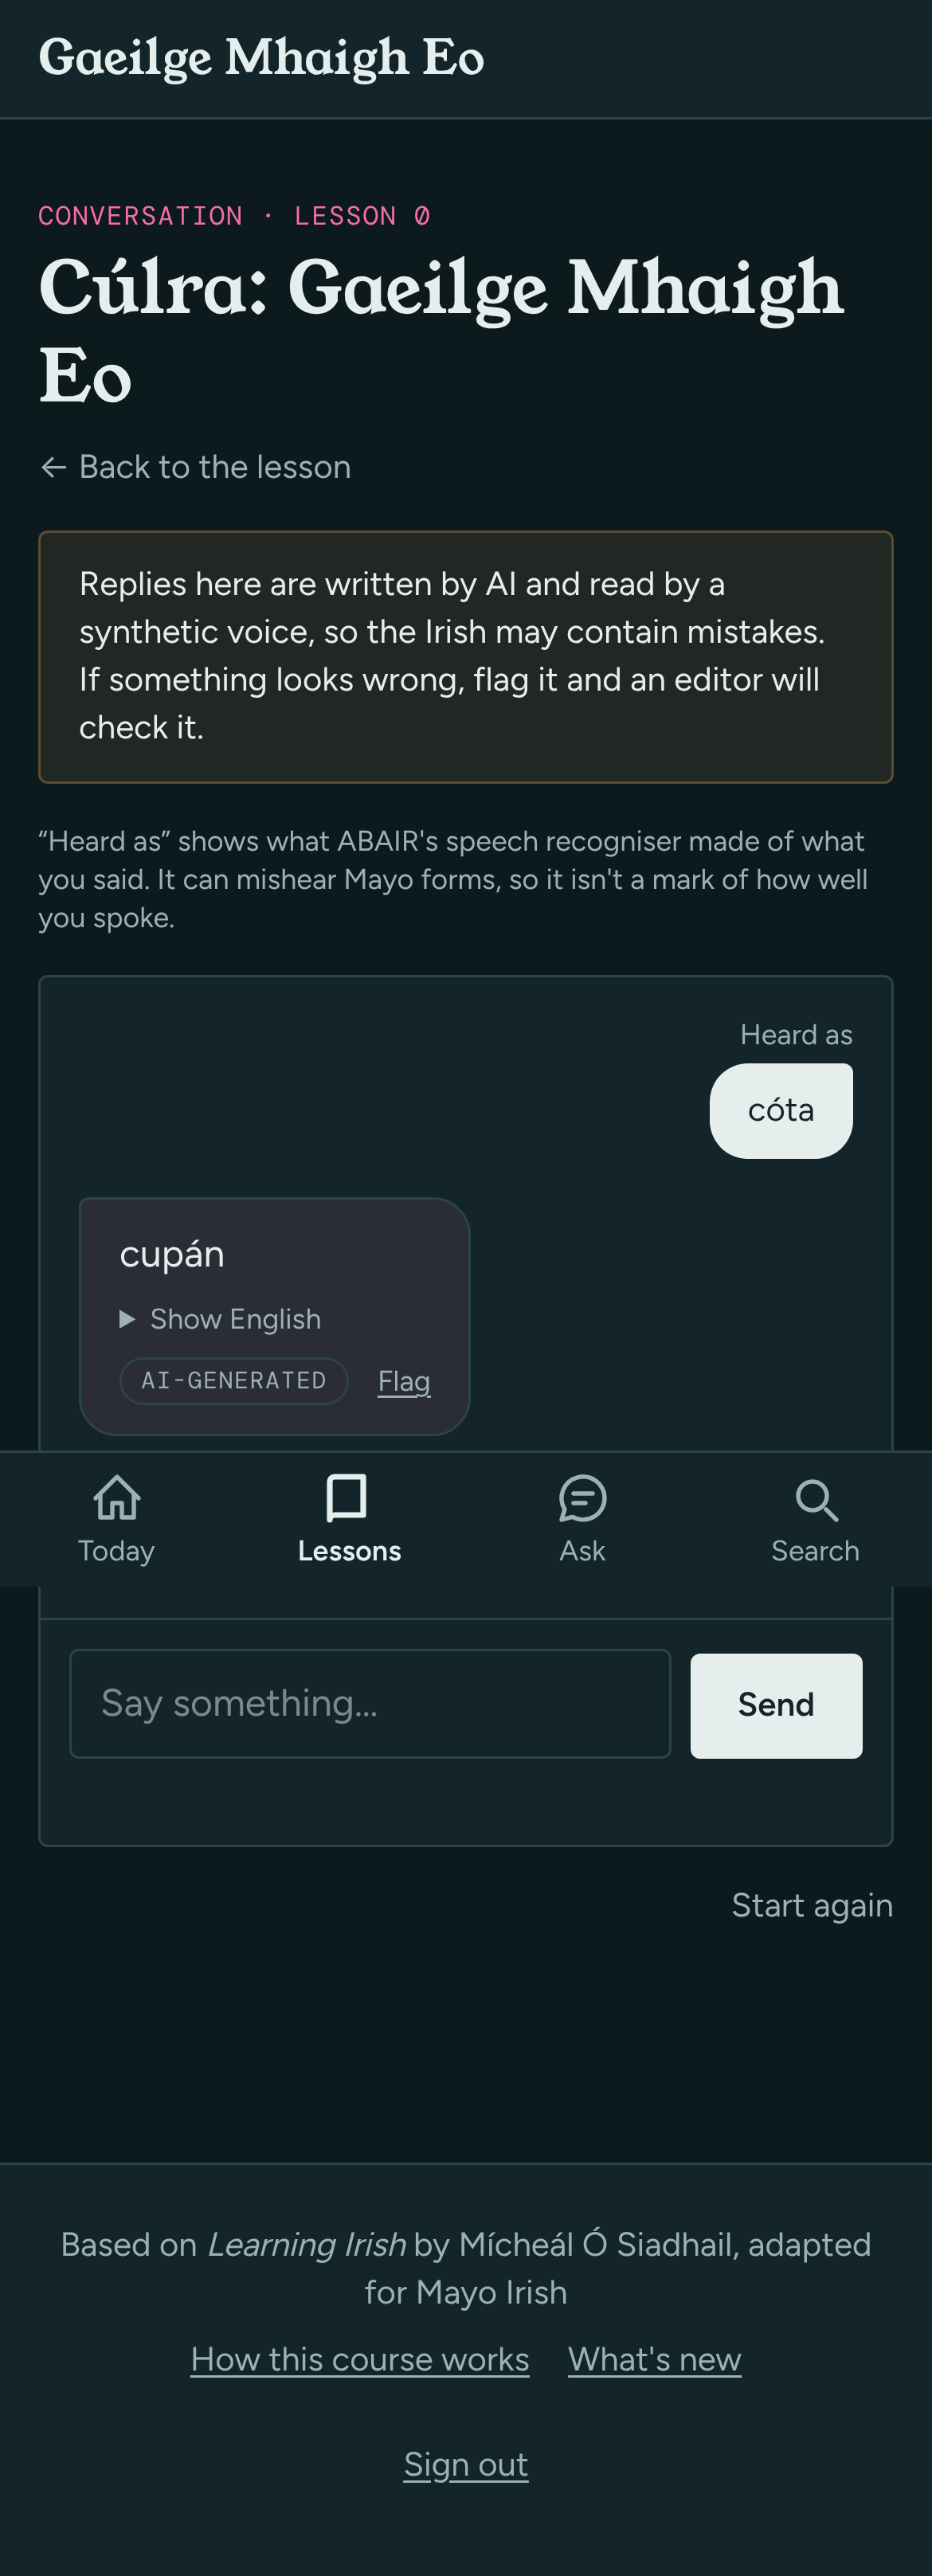 Gaeilge Mhaigh Eo
CONVERSATION · LESSON 0
Cúlra: Gaeilge Mhaigh
Eo
← Back to the lesson
Replies here are written by AI and read by a
synthetic voice, so the Irish may contain mistakes.
If something looks wrong, flag it and an editor will
check it.
“Heard as” shows what ABAIR's speech recogniser made of what
you said. It can mishear Mayo forms, so it isn't a mark of how well
you spoke.
Heard as
cóta
cupán
▶ Show English
AI-GENERATED Flag
Today Lessons Ask Search
Say something... Send
Start again
Based on Learning Irish by Mícheál Ó Siadhail, adapted
for Mayo Irish
How this course works What's new
Sign out